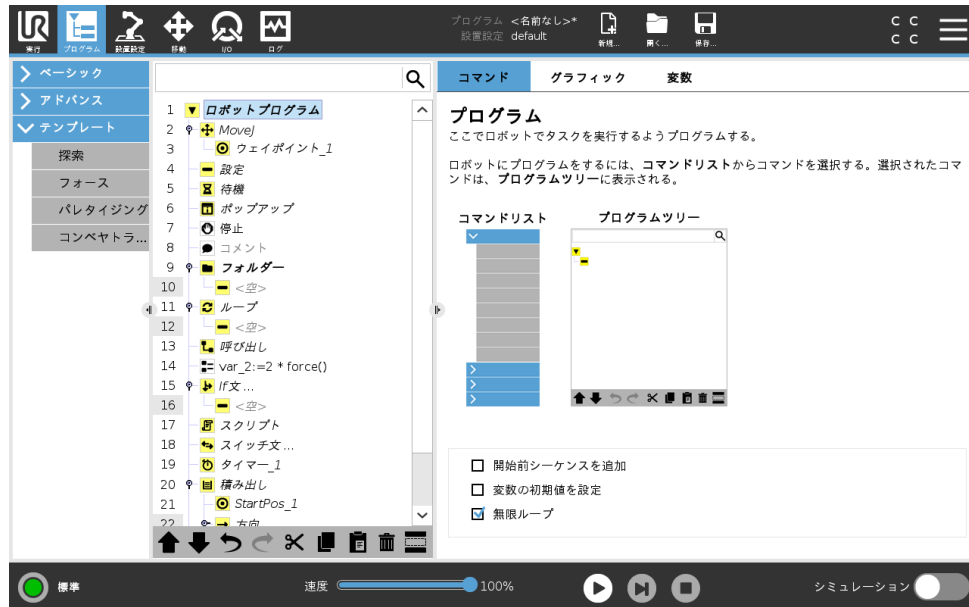 プログラム <名前なし>*
設置設定 default
実行 プログラム 設置設定 移動 I/O ログ
新規... 開く... 保存...
C C
C C
ベーシック
アドバンス
テンプレート
探索
フォース
パレタイジング
コンベヤトラ...
1 ロボットプログラム
2 MoveJ
3 ウェイポイント_1
4 設定
5 待機
6 ポップアップ
7 停止
8 コメント
9 フォルダー
10 <空>
11 ループ
12 <空>
13 呼び出し
14 var_2:=2 * force()
15 If文 ...
16 <空>
17 スクリプト
18 スイッチ文 ...
19 タイマー_1
20 積み出し
21 StartPos_1
22 方向
コマンド グラフィック 変数
プログラム
ここでロボットでタスクを実行するようプログラムする。
ロボットにプログラムをするには、コマンドリストからコマンドを選択する。選択されたコマ
ンドは、プログラムツリーに表示される。
コマンドリスト プログラムツリー
開始前シーケンスを追加
変数の初期値を設定
無限ループ
標準
速度 100%
シミュレーション